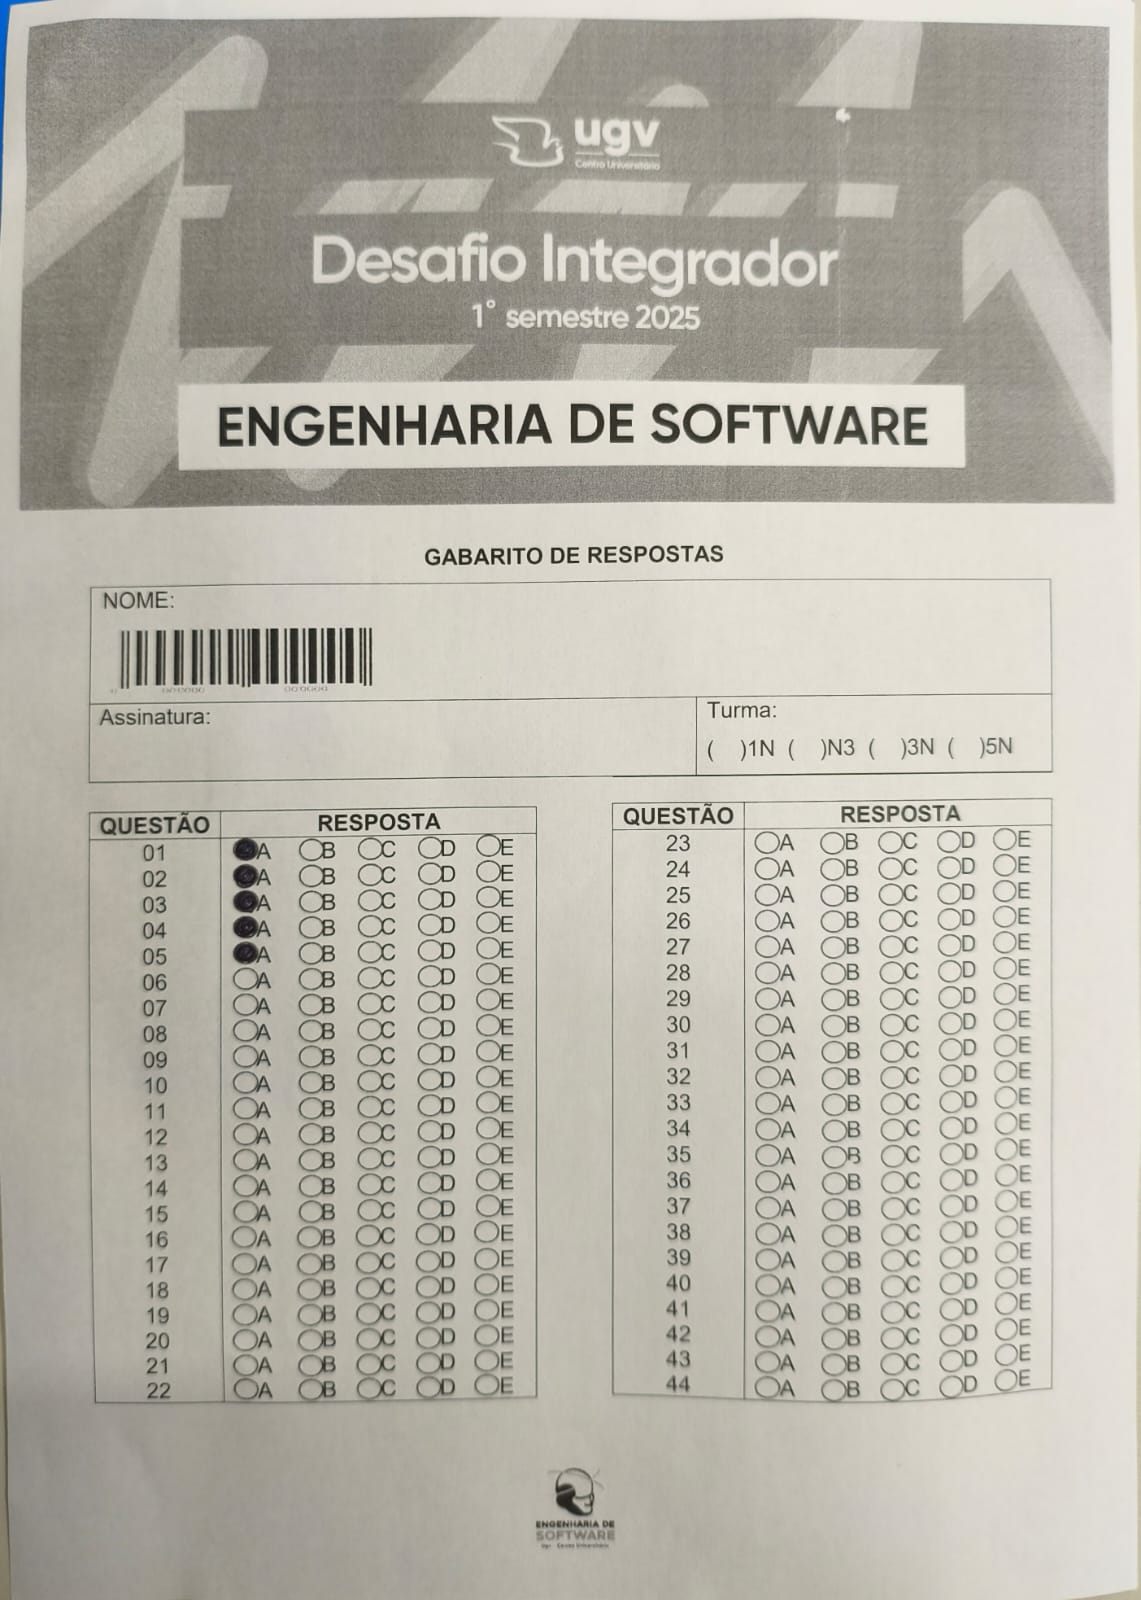 ugv
Centro Universitário
Desafio Integrador
1° semestre 2025
ENGENHARIA DE SOFTWARE
GABARITO DE RESPOSTAS
NOME:
Assinatura:
Turma:
( )1N ( )N3 ( )3N ( )5N
QUESTÃO RESPOSTA
01 A B C D E
02 A B C D E
03 A B C D E
04 A B C D E
05 A B C D E
06 A B C D E
07 A B C D E
08 A B C D E
09 A B C D E
10 A B C D E
11 A B C D E
12 A B C D E
13 A B C D E
14 A B C D E
15 A B C D E
16 A B C D E
17 A B C D E
18 A B C D E
19 A B C D E
20 A B C D E
21 A B C D E
22 A B C D E
QUESTÃO RESPOSTA
23 A B C D E
24 A B C D E
25 A B C D E
26 A B C D E
27 A B C D E
28 A B C D E
29 A B C D E
30 A B C D E
31 A B C D E
32 A B C D E
33 A B C D E
34 A B C D E
35 A B C D E
36 A B C D E
37 A B C D E
38 A B C D E
39 A B C D E
40 A B C D E
41 A B C D E
42 A B C D E
43 A B C D E
44 A B C D E
ENGENHARIA DE
SOFTWARE
Ugv - Centro Universitário